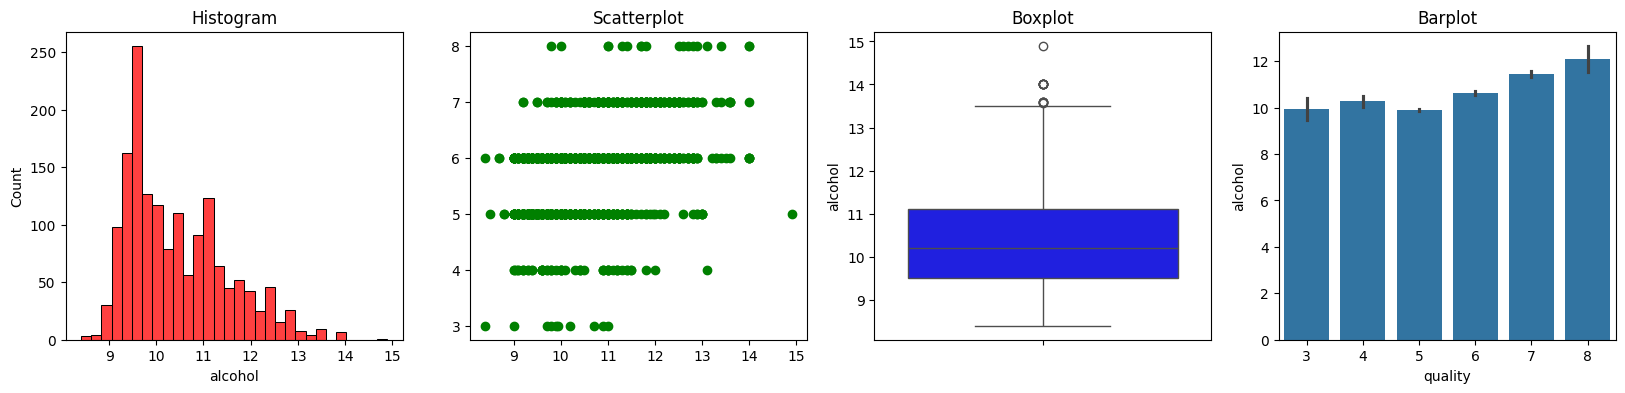 Histogram
Count
250
200
150
100
50
0
9 10 11 12 13 14 15
alcohol
Scatterplot
8
7
6
5
4
3
9 10 11 12 13 14 15
Boxplot
alcohol
15
14
13
12
11
10
9
Barplot
alcohol
12
10
8
6
4
2
0
3 4 5 6 7 8
quality